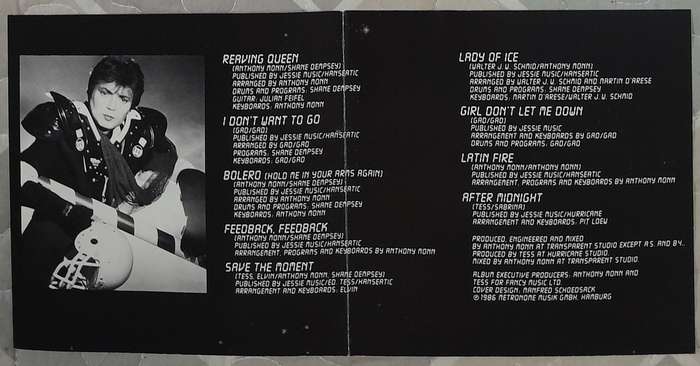 REAVING QUEEN
(ANTHONY MONN/SHANE DEMPSEY)
PUBLISHED BY JESSIE MUSIC/HANSEATIC
ARRANGED BY ANTHONY MONN
DRUMS AND PROGRAMS: SHANE DEMPSEY
GUITAR: JULIAN FEIFEL
KEYBOARDS: ANTHONY MONN
I DON'T WANT TO GO
(GAD/GAD)
PUBLISHED BY JESSIE MUSIC/HANSEATIC
ARRANGED BY GAD/GAD
PROGRAMS: SHANE DEMPSEY
KEYBOARDS: GAD/GAD
BOLERO (HOLD ME IN YOUR ARMS AGAIN)
(ANTHONY MONN/SHANE DEMPSEY)
PUBLISHED BY JESSIE MUSIC/HANSEATIC
ARRANGED BY ANTHONY MONN
DRUMS AND PROGRAMS: SHANE DEMPSEY
KEYBOARDS: ANTHONY MONN
FEEDBACK, FEEDBACK
(ANTHONY MONN/SHANE DEMPSEY)
PUBLISHED BY JESSIE MUSIC/HANSEATIC
ARRANGEMENT, PROGRAMS AND KEYBOARDS BY ANTHONY MONN
SAVE THE MOMENT
(TESS, ELVIN/ANTHONY MONN, SHANE DEMPSEY)
PUBLISHED BY JESSIE MUSIC/ED. TESS/HANSEATIC
ARRANGEMENT AND KEYBOARDS: ELVIN
LADY OF ICE
(WALTER J. W. SCHMID/ANTHONY MONN)
PUBLISHED BY JESSIE MUSIC/HANSEATIC
ARRANGED BY WALTER J. W. SCHMID AND MARTIN D'ARESE
DRUMS AND PROGRAMS: SHANE DEMPSEY
KEYBOARDS: MARTIN D'ARESE/WALTER J. W. SCHMID
GIRL DON'T LET ME DOWN
(GAD/GAD)
PUBLISHED BY JESSIE MUSIC
ARRANGEMENT AND KEYBOARDS BY GAD/GAD
DRUMS AND PROGRAMS: GAD/GAD
LATIN FIRE
(ANTHONY MONN/ANTHONY MONN)
PUBLISHED BY JESSIE MUSIC/HANSEATIC
ARRANGEMENT, PROGRAMS AND KEYBOARDS BY ANTHONY MONN
AFTER MIDNIGHT
(TESS/SABRINA)
PUBLISHED BY JESSIE MUSIC/HURRICANE
ARRANGEMENT AND KEYBOARDS: PIT LOEW
PRODUCED, ENGINEERED AND MIXED
BY ANTHONY MONN AT TRANSPARENT STUDIO EXCEPT A5. AND B4.
PRODUCED BY TESS AT HURRICANE STUDIO.
MIXED BY ANTHONY MONN AT TRANSPARENT STUDIO.
ALBUM EXECUTIVE PRODUCERS: ANTHONY MONN AND
TESS FOR FANCY MUSIC LTD.
COVER DESIGN: MANFRED SCHOEDSACK
℗ 1986 METRONOME MUSIK GMBH, HAMBURG